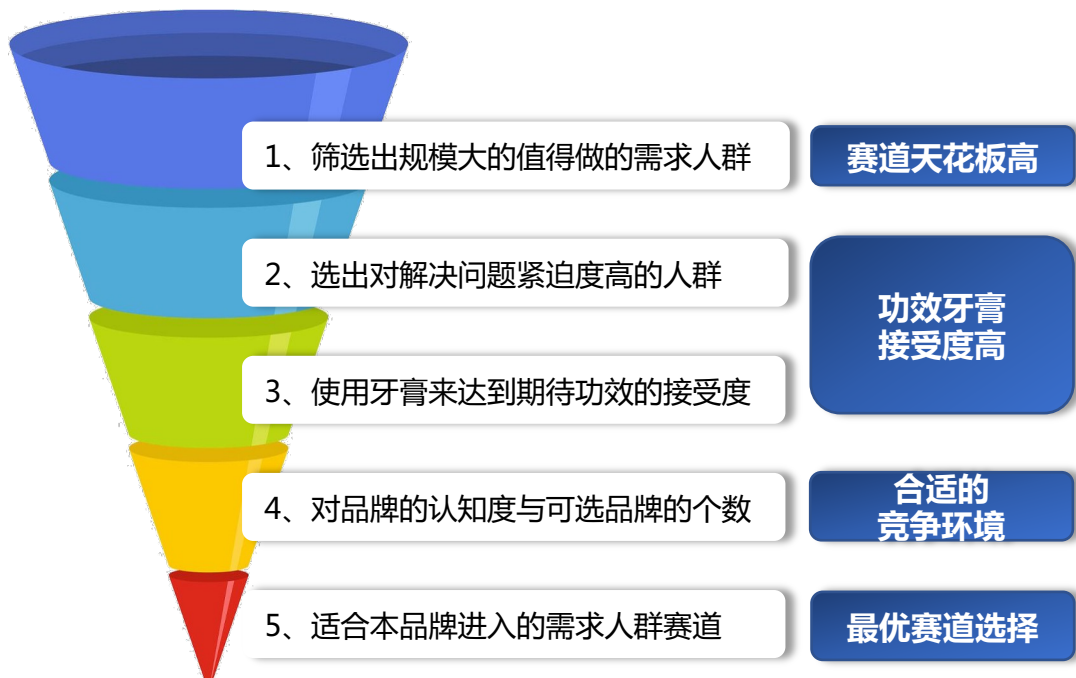 1、筛选出规模大的值得做的需求人群
赛道天花板高
2、选出对解决问题紧迫度高的人群
功效牙膏
接受度高
3、使用牙膏来达到期待功效的接受度
4、对品牌的认知度与可选品牌的个数
合适的
竞争环境
5、适合本品牌进入的需求人群赛道
最优赛道选择